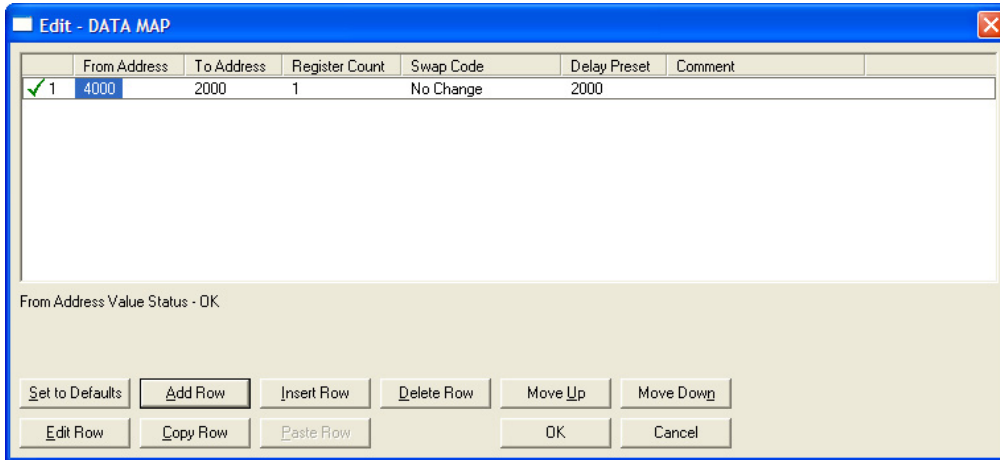 Edit - DATA MAP
From Address To Address Register Count Swap Code Delay Preset Comment
1 4000 2000 1 No Change 2000
From Address Value Status - OK
Set to Defaults Add Row Insert Row Delete Row Move Up Move Down
Edit Row Copy Row Paste Row OK Cancel